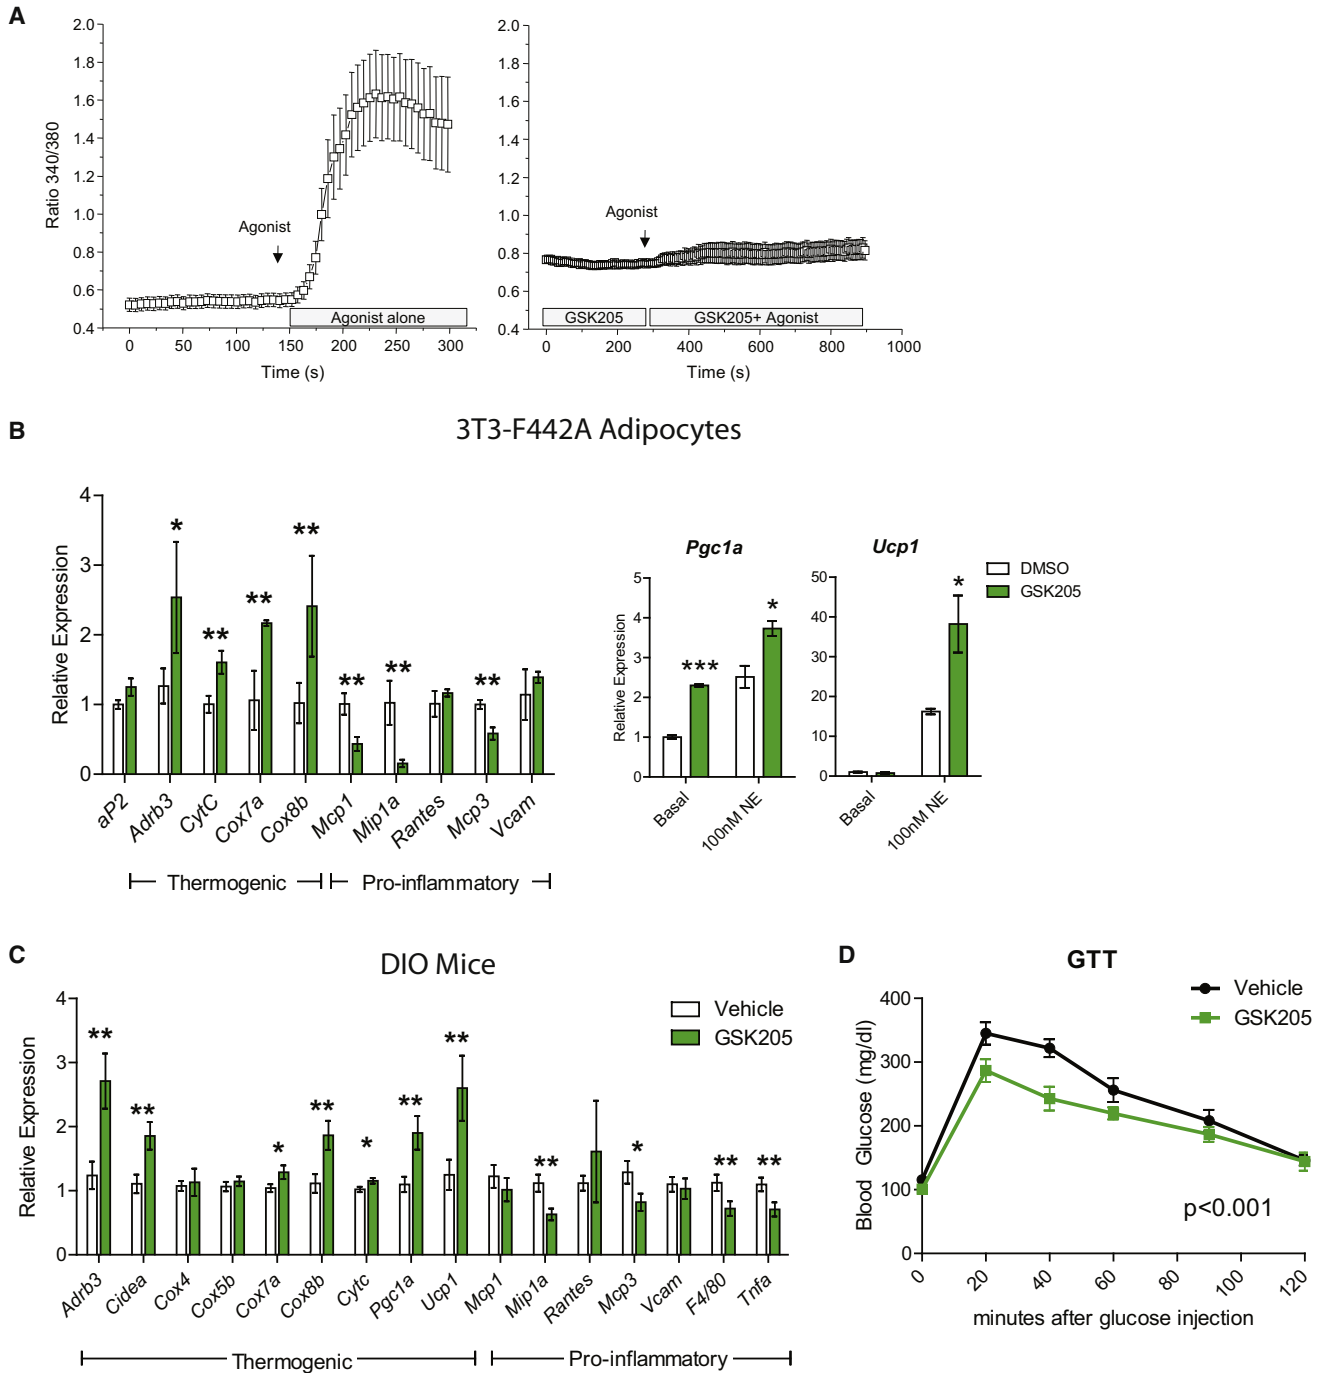 A
2.0
1.8
1.6
1.4
1.2
1.0
0.8
0.6
0.4
Ratio 340/380
Agonist
Agonist alone
0 50 100 150 200 250 300
Time (s)
2.0
1.8
1.6
1.4
1.2
1.0
0.8
0.6
0.4
Agonist
GSK205
GSK205+ Agonist
0 200 400 600 800 1000
Time (s)
B
3T3-F442A Adipocytes
4
3
2
1
0
Relative Expression
* ** ** ** ** ** **
aP2 Adrb3 CytC Cox7a Cox8b Mcp1 Mip1a Rantes Mcp3 Vcam
Thermogenic
Pro-inflammatory
Pgc1a
5
4
3
2
1
0
Relative Expression
*** *
Basal 100nM NE
Ucp1
50
40
30
20
10
0
*
Basal 100nM NE
DMSO
GSK205
C
DIO Mice
4
3
2
1
0
Relative Expression
Vehicle
GSK205
** ** * ** * ** ** ** * ** **
Adrb3 Cidea Cox4 Cox5b Cox7a Cox8b Cytc Pgc1a Ucp1 Mcp1 Mip1a Rantes Mcp3 Vcam F4/80 Tnfa
Thermogenic
Pro-inflammatory
D
GTT
Vehicle
GSK205
400
300
200
100
0
Blood Glucose (mg/dl)
p<0.001
0 20 40 60 80 100 120
minutes after glucose injection